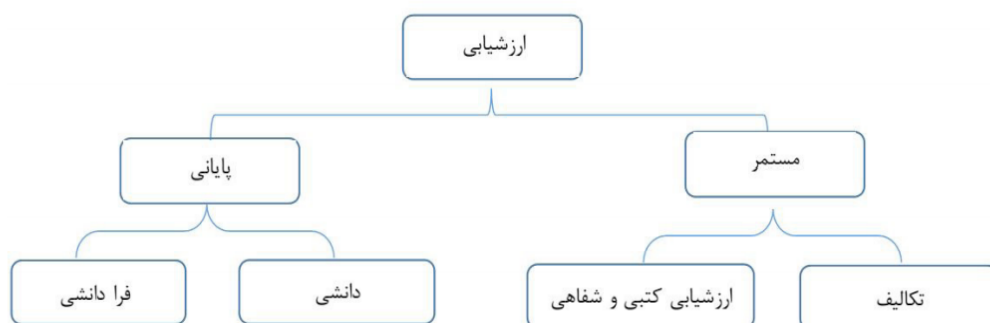 ارزشیابی
مستمر
پایانی
تکالیف
ارزشیابی کتبی و شفاهی
دانشی
فرا دانشی